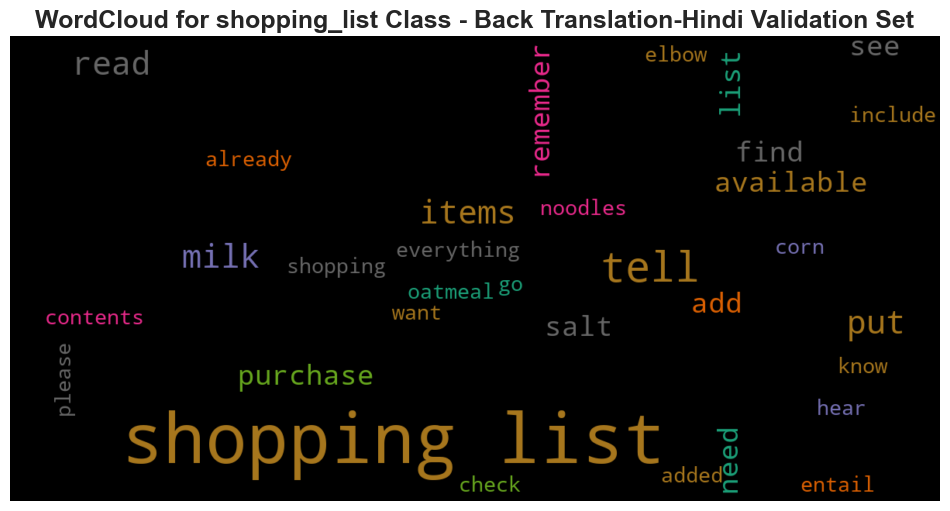 WordCloud for shopping_list Class - Back Translation-Hindi Validation Set
read
remember
elbow
list
see
include
already
find
available
items
noodles
milk
shopping
everything
tell
corn
oatmeal
go
want
add
contents
salt
put
please
purchase
know
hear
shopping list
need
check
added
entail